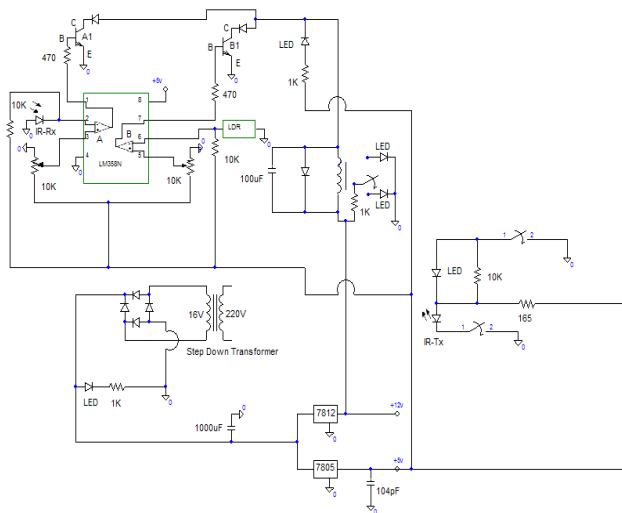 C
A1
B
E
0
470
C
B1
B
E
0
470
LED
1K
+5v
1
8
2
7
3
6
4
5
A
B
LM358N
10K
IR-Rx
0
0
10K
0
0
10K
LDR
0
10K
100uF
LED
LED
1K
0
16V
220V
Step Down Transformer
LED
1K
0
1000uF
0
7812
0
+12v
7805
0
+5v
104pF
0
LED
10K
1
2
0
165
IR-Tx
1
2
0